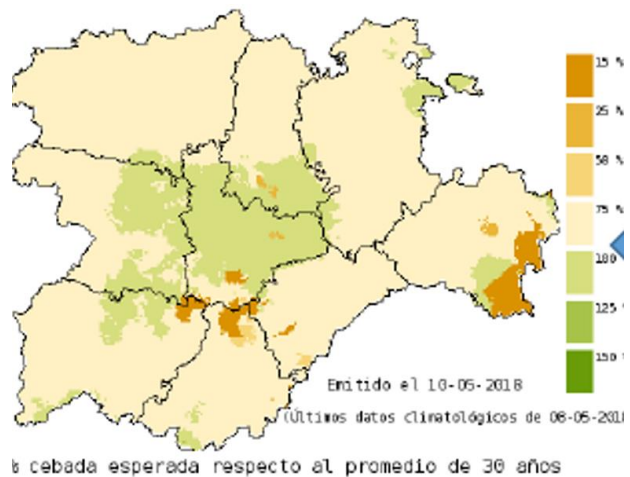 15 %
25 %
50 %
75 %
100
125
150
Emitido el 10-05-2018
(Últimos datos climatológicos de 08-05-2018
% cebada esperada respecto al promedio de 30 años